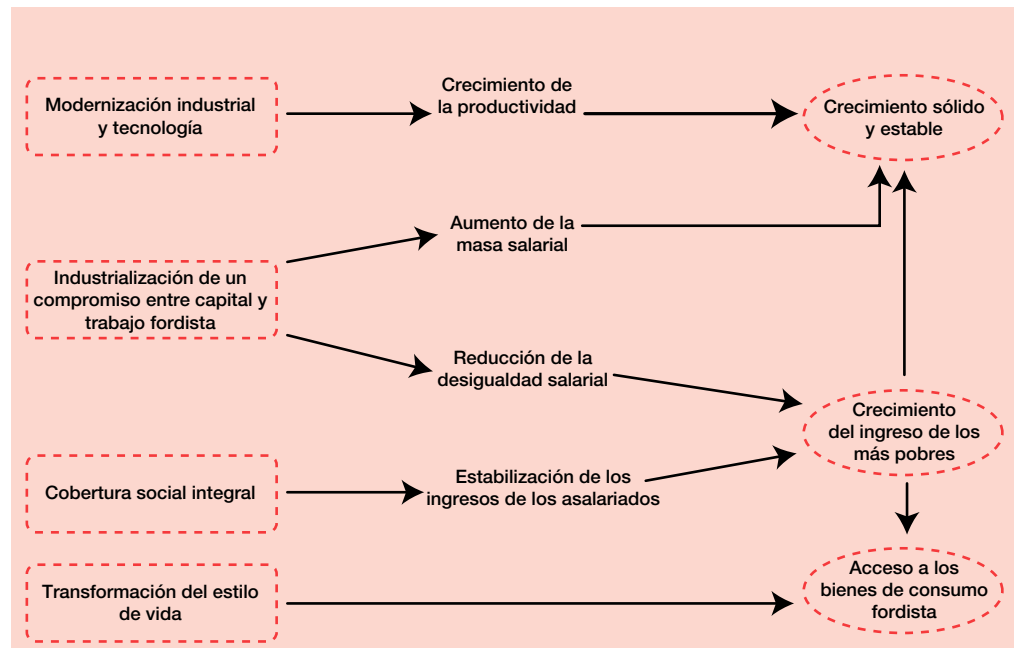 Modernización industrial
y tecnología
Crecimiento de
la productividad
Crecimiento sólido
y estable
Aumento de la
masa salarial
Industrialización de un
compromiso entre capital y
trabajo fordista
Reducción de la
desigualdad salarial
Crecimiento
del ingreso de los
más pobres
Cobertura social integral
Estabilización de los
ingresos de los asalariados
Transformación del estilo
de vida
Acceso a los
bienes de consumo
fordista